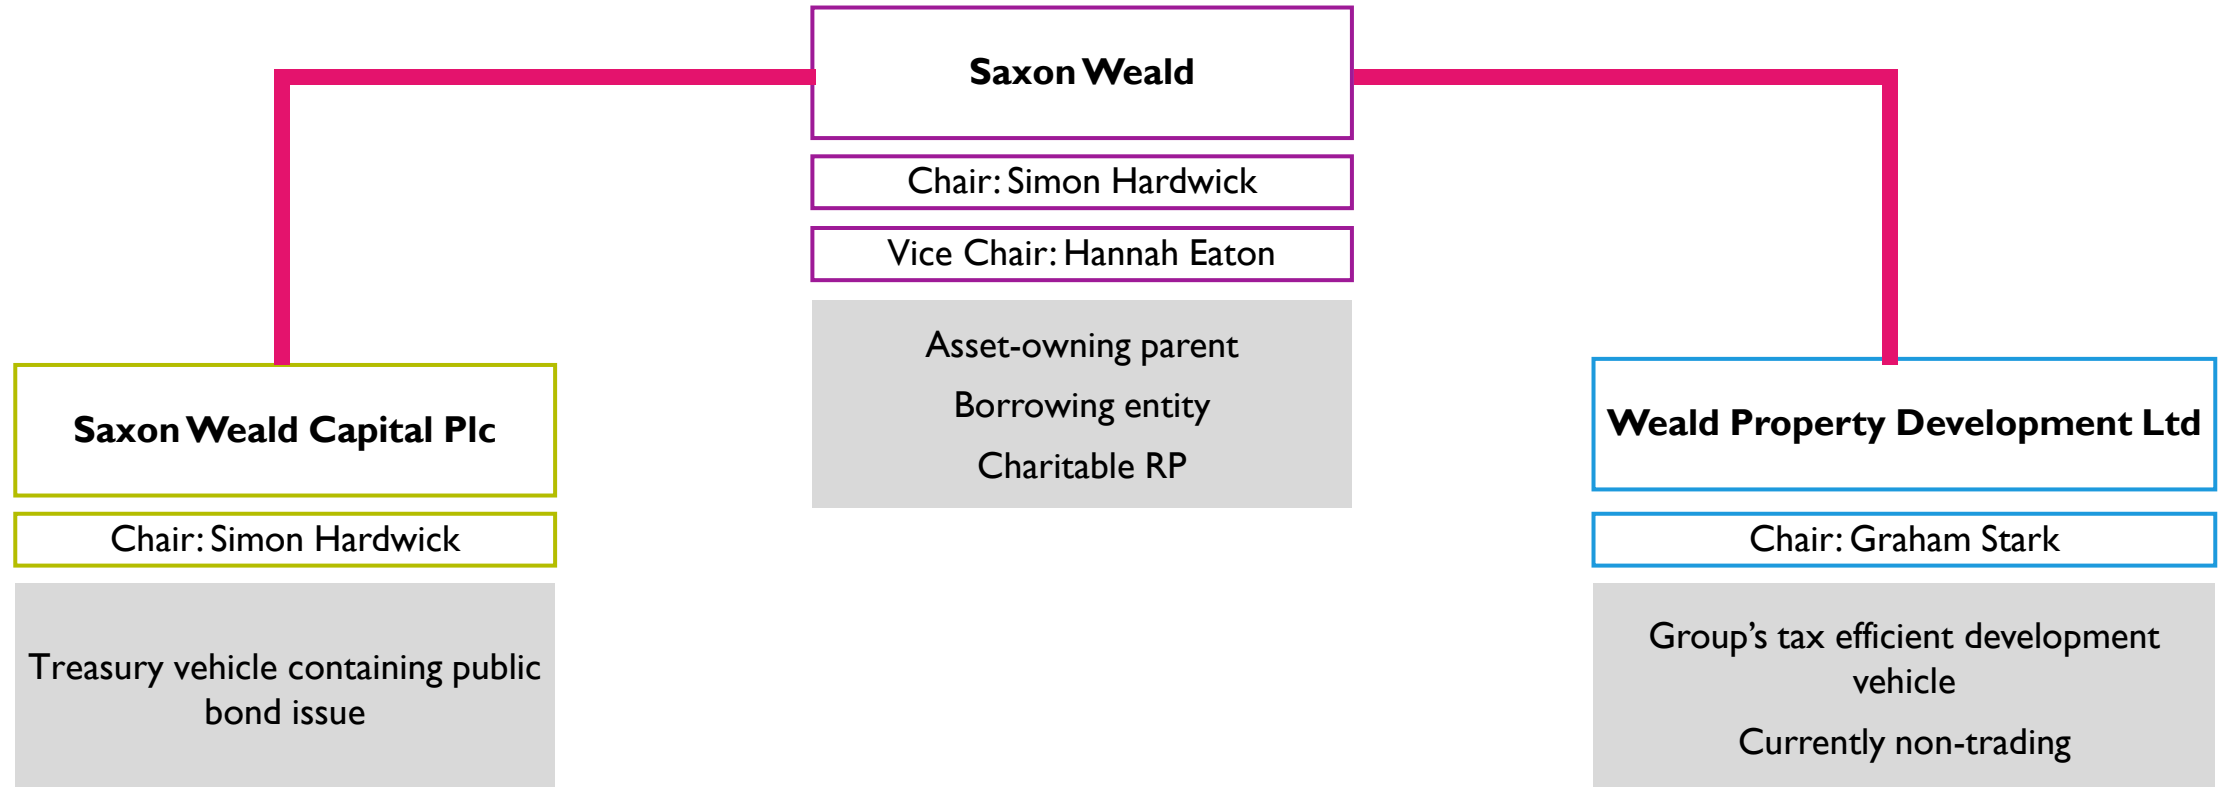 Saxon Weald
Chair: Simon Hardwick
Vice Chair: Hannah Eaton
Asset-owning parent
Borrowing entity
Charitable RP
Saxon Weald Capital Plc
Chair: Simon Hardwick
Treasury vehicle containing public
bond issue
Weald Property Development Ltd
Chair: Graham Stark
Group’s tax efficient development
vehicle
Currently non-trading